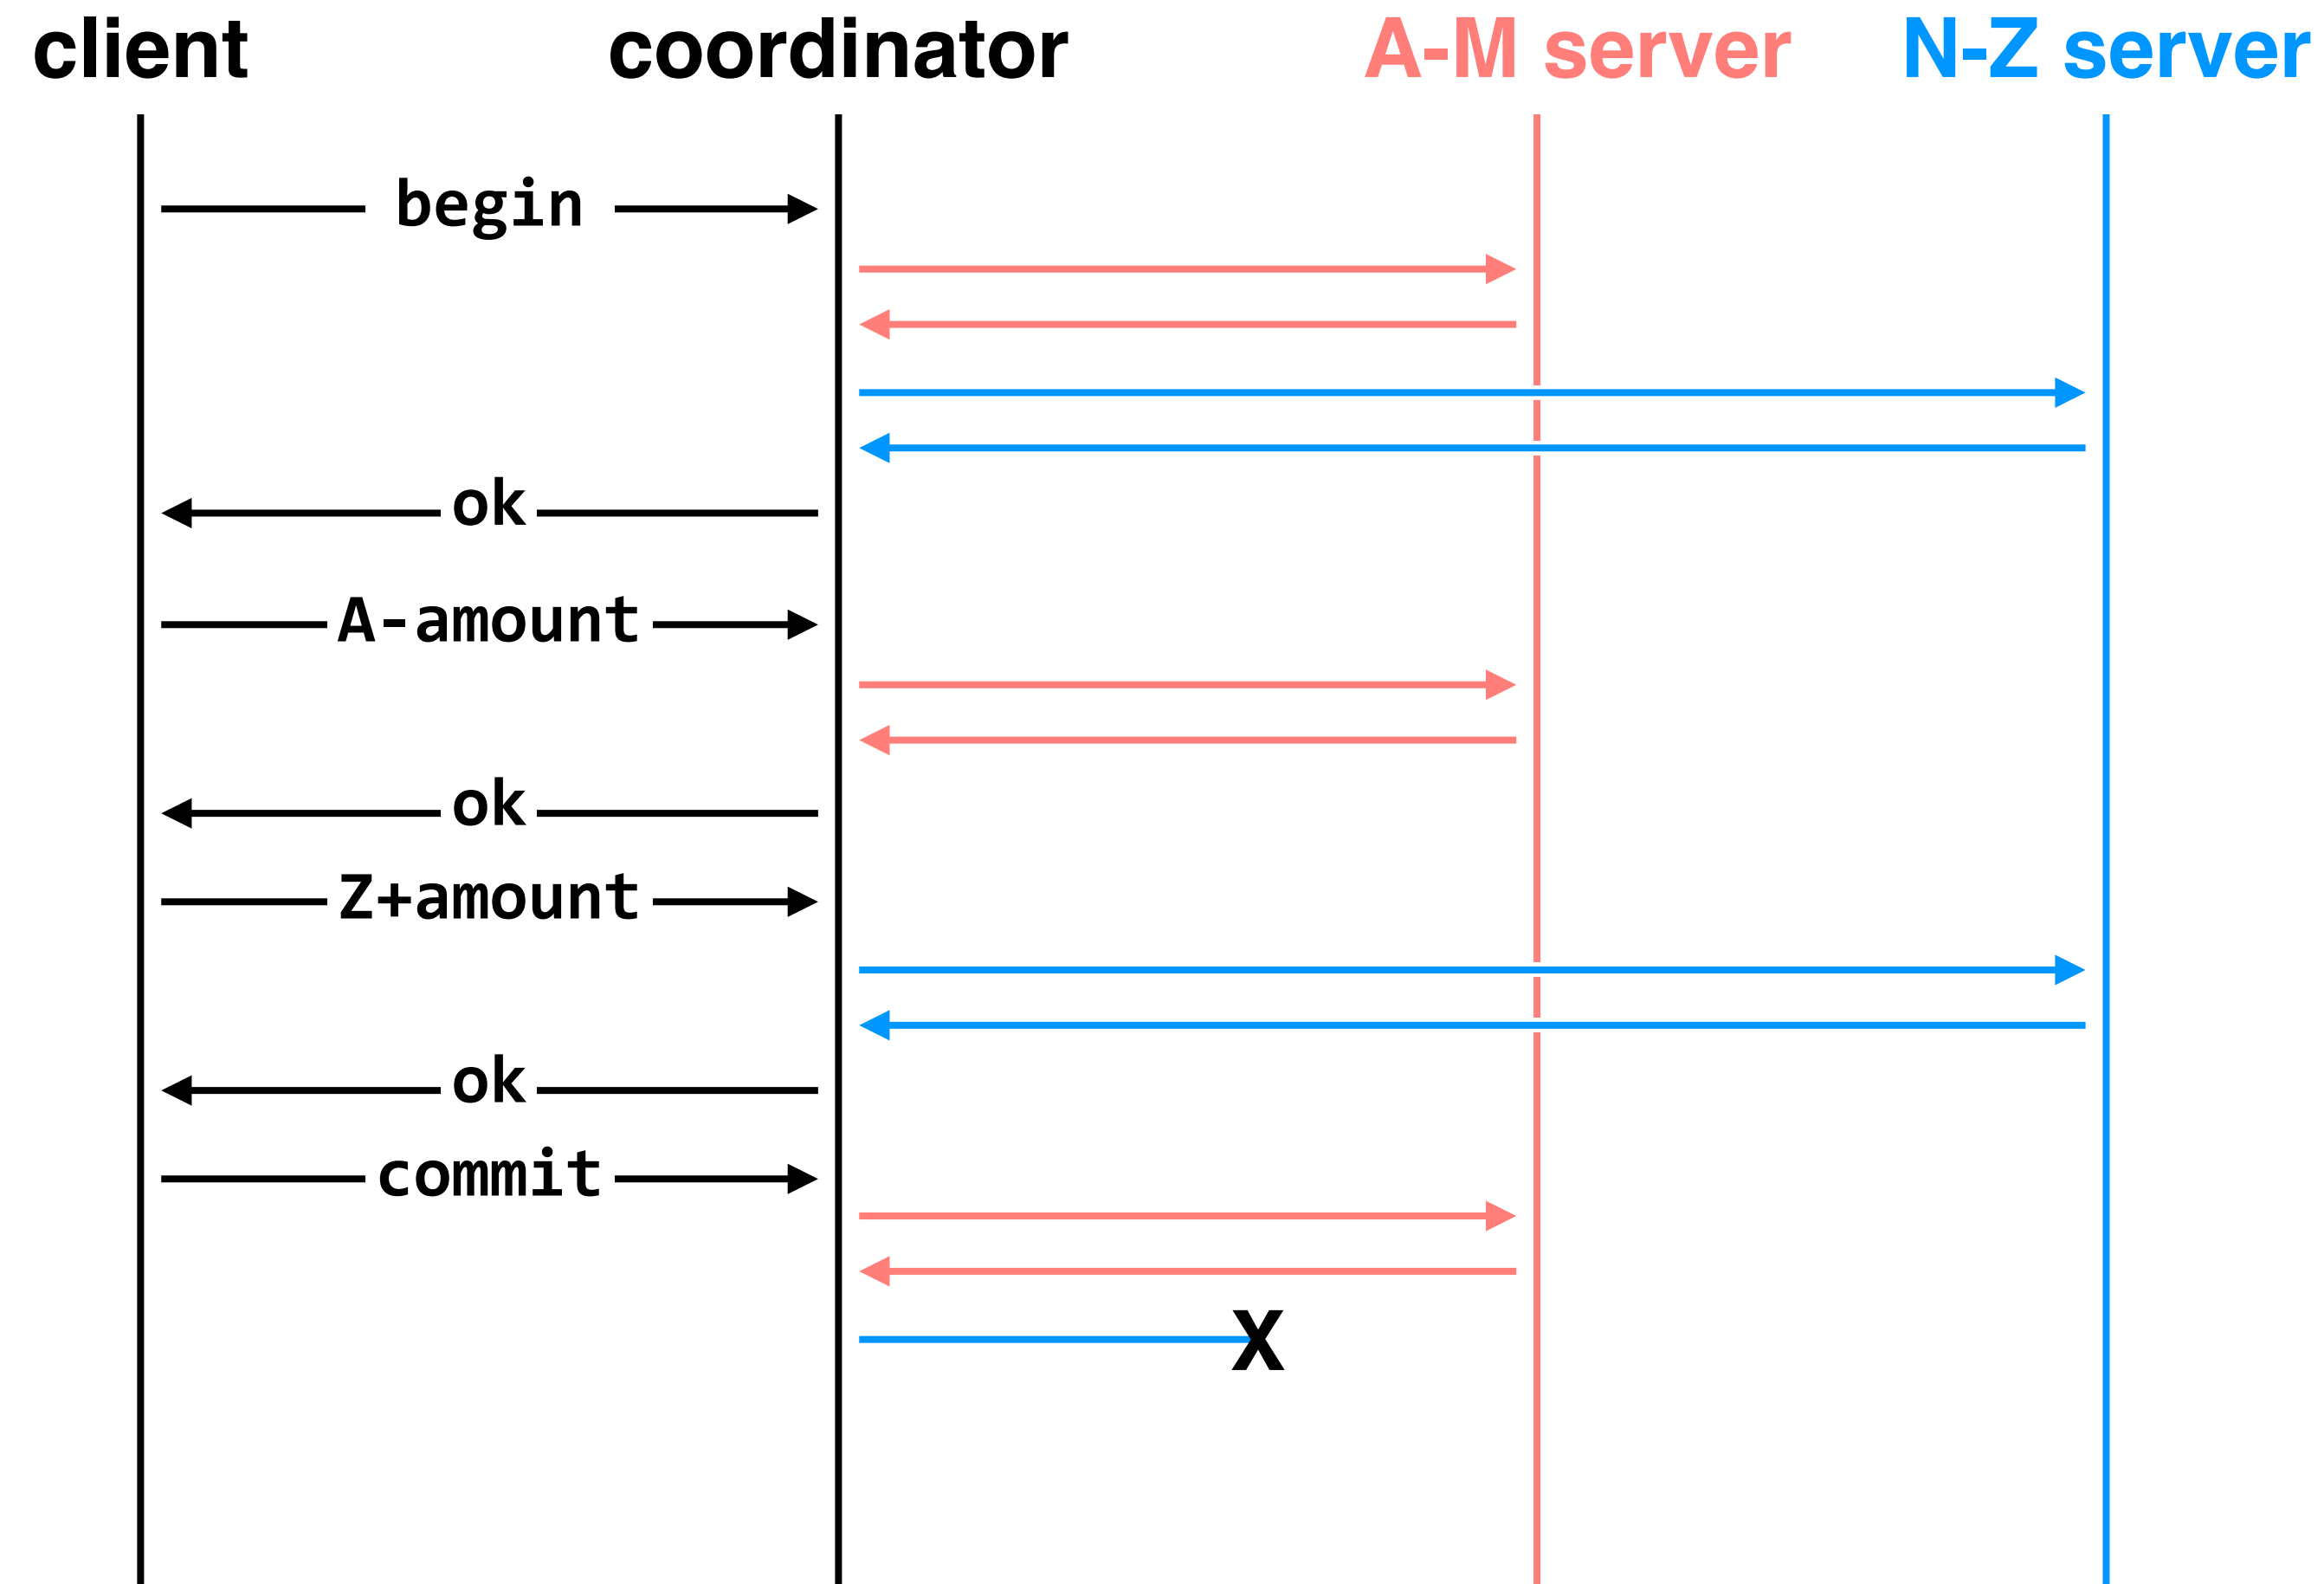 client coordinator A-M server N-Z server
begin
ok
A-amount
ok
Z+amount
ok
commit
X